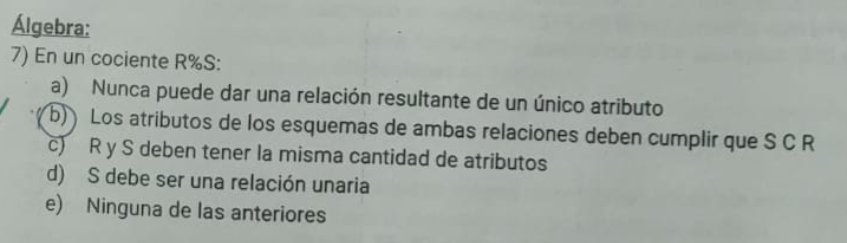 Álgebra:
7) En un cociente R%S:
a) Nunca puede dar una relación resultante de un único atributo
b) Los atributos de los esquemas de ambas relaciones deben cumplir que S C R
c) R y S deben tener la misma cantidad de atributos
d) S debe ser una relación unaria
e) Ninguna de las anteriores